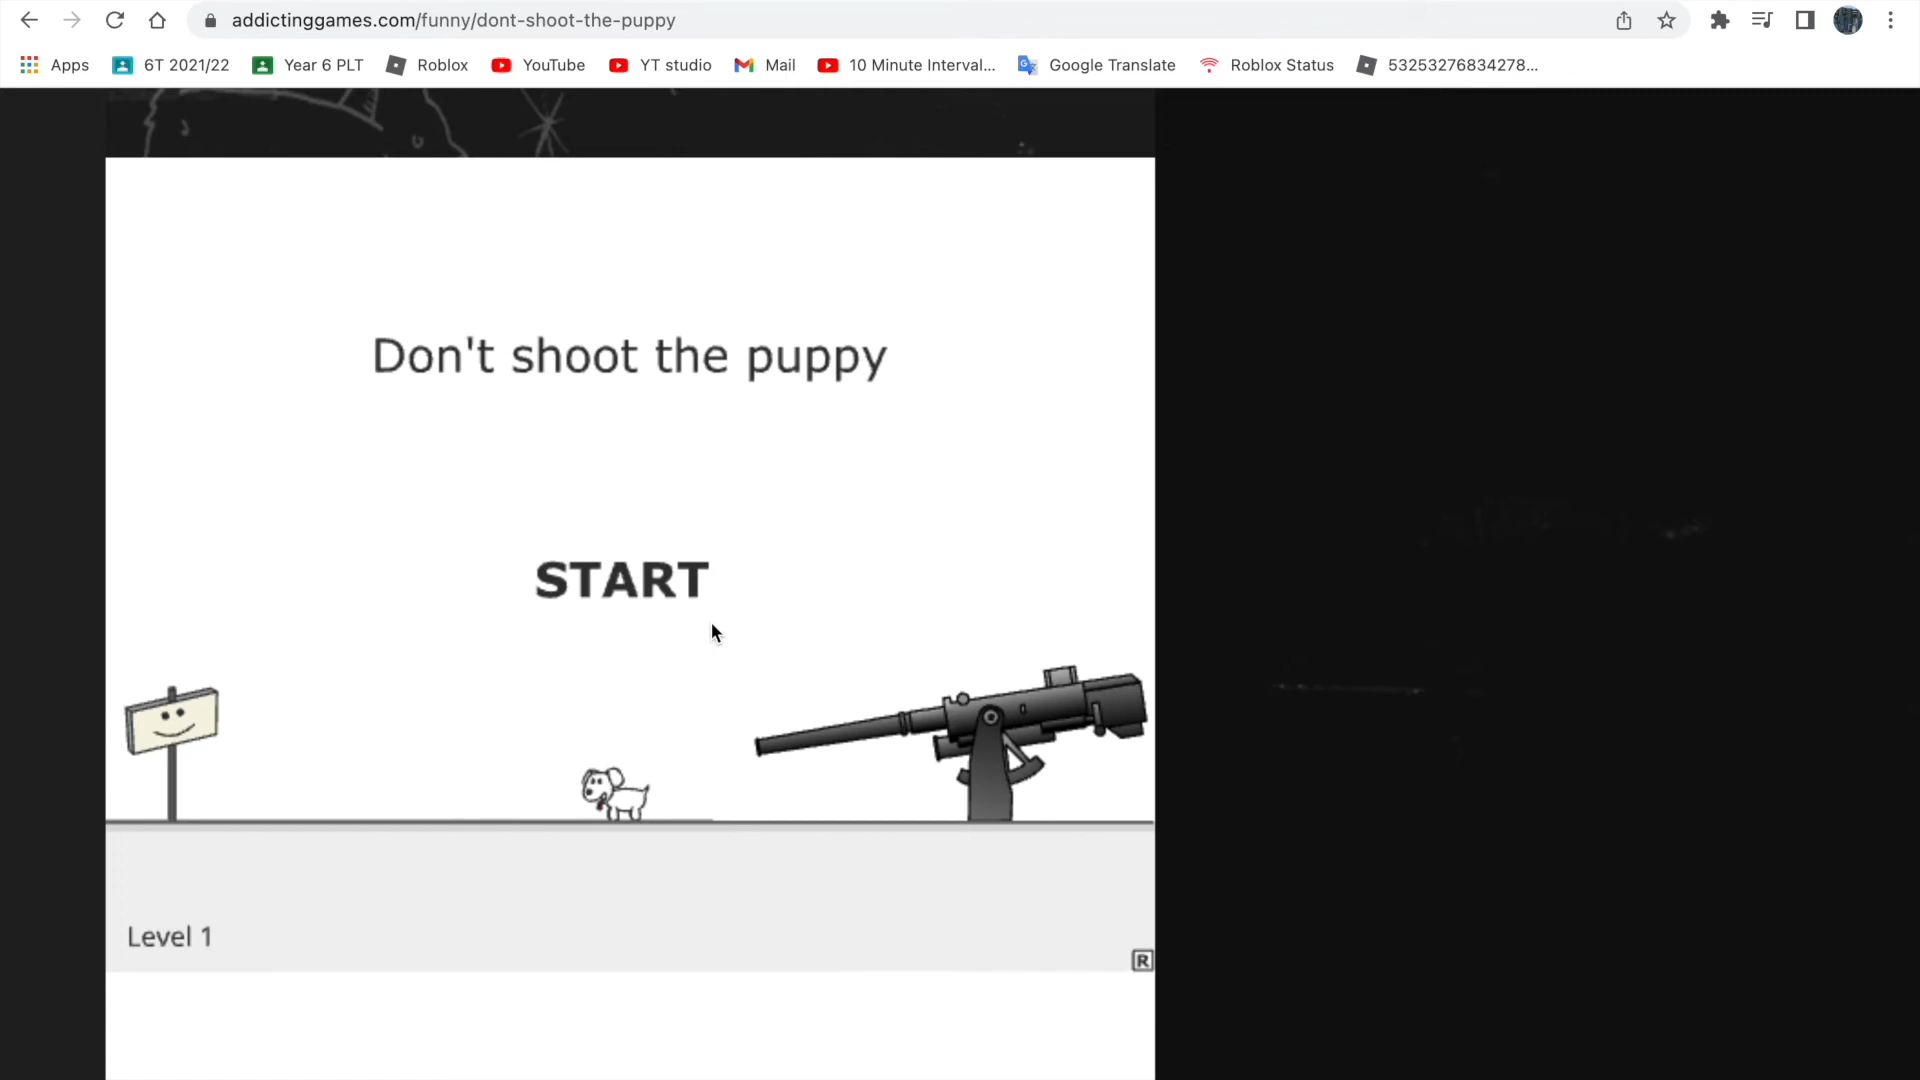 addictinggames.com/funny/dont-shoot-the-puppy
Apps 6T 2021/22 Year 6 PLT Roblox YouTube YT studio Mail 10 Minute Interval... Google Translate Roblox Status 53253276834278...
Don't shoot the puppy
START
Level 1
R